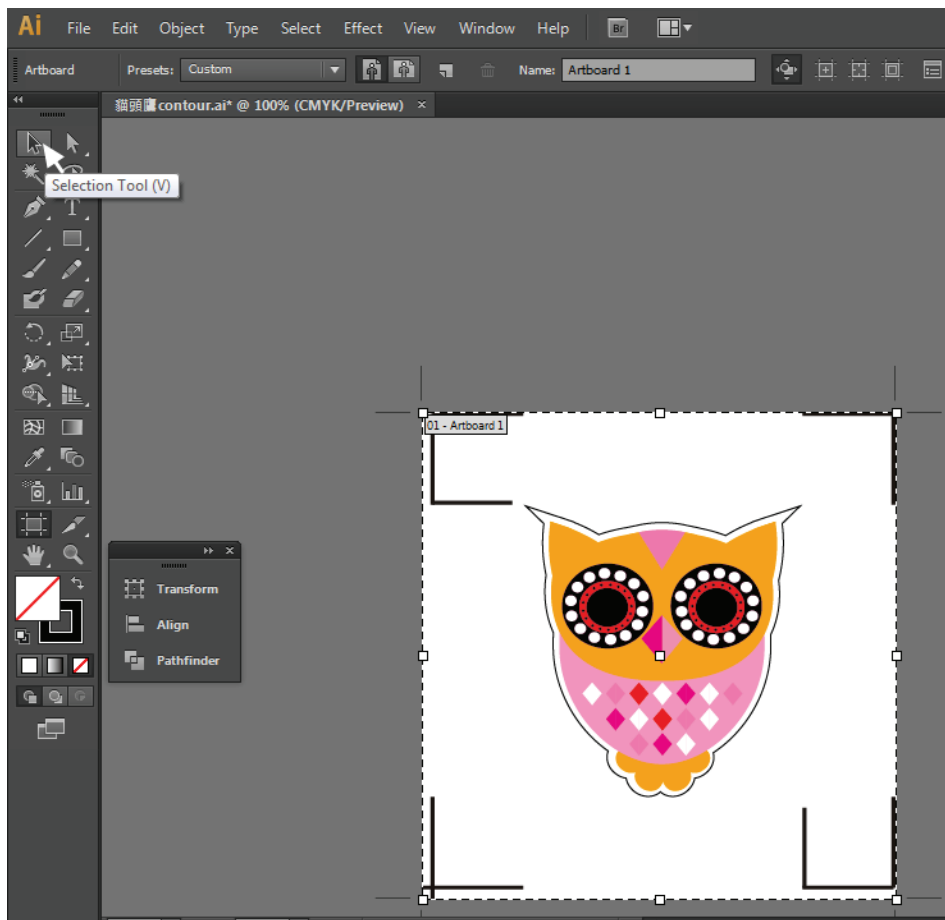 Ai File Edit Object Type Select Effect View Window Help Br
Artboard Presets: Custom Name: Artboard 1
貓頭鷹contour.ai* @ 100% (CMYK/Preview) ×
Selection Tool (V)
T
01 - Artboard 1
Transform
Align
Pathfinder